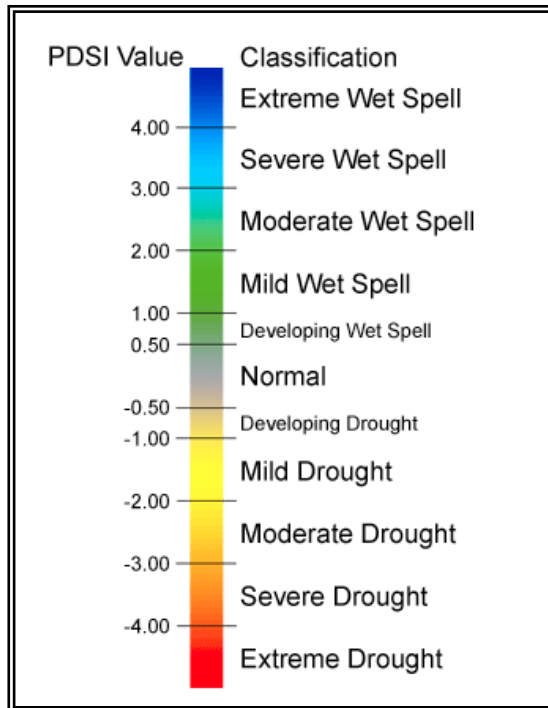 PDSI Value Classification
Extreme Wet Spell
4.00
Severe Wet Spell
3.00
Moderate Wet Spell
2.00
Mild Wet Spell
1.00
Developing Wet Spell
0.50
Normal
-0.50
Developing Drought
-1.00
Mild Drought
-2.00
Moderate Drought
-3.00
Severe Drought
-4.00
Extreme Drought